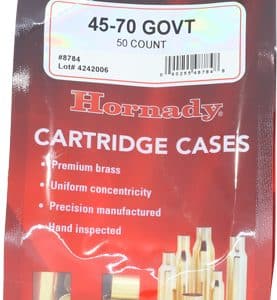 45-70 GOVT
50 COUNT
#8784
Lot# 4242006
Hornady
CARTRIDGE CASES
• Premium brass
• Uniform concentricity
• Precision manufactured
• Hand inspected